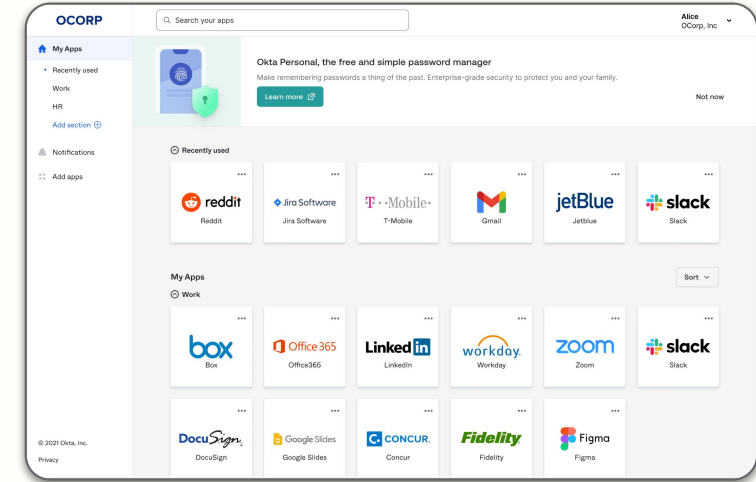 OCORP
Search your apps
Alice
OCorp, Inc
My Apps
Recently used
Work
HR
Add section
Notifications
Add apps
© 2021 Okta, Inc.
Privacy
Okta Personal, the free and simple password manager
Make remembering passwords a thing of the past. Enterprise-grade security to protect you and your family.
Learn more
Not now
Recently used
reddit
Reddit
Jira Software
Jira Software
T··Mobile·
T-Mobile
Gmail
jetBlue
Jetblue
slack
Slack
My Apps
Sort
Work
box
Box
Office 365
Office365
Linked in
LinkedIn
workday.
Workday
zoom
Zoom
slack
Slack
DocuSign
DocuSign
Google Slides
Google Slides
C. CONCUR.
Concur
Fidelity
Fidelity
Figma
Figma